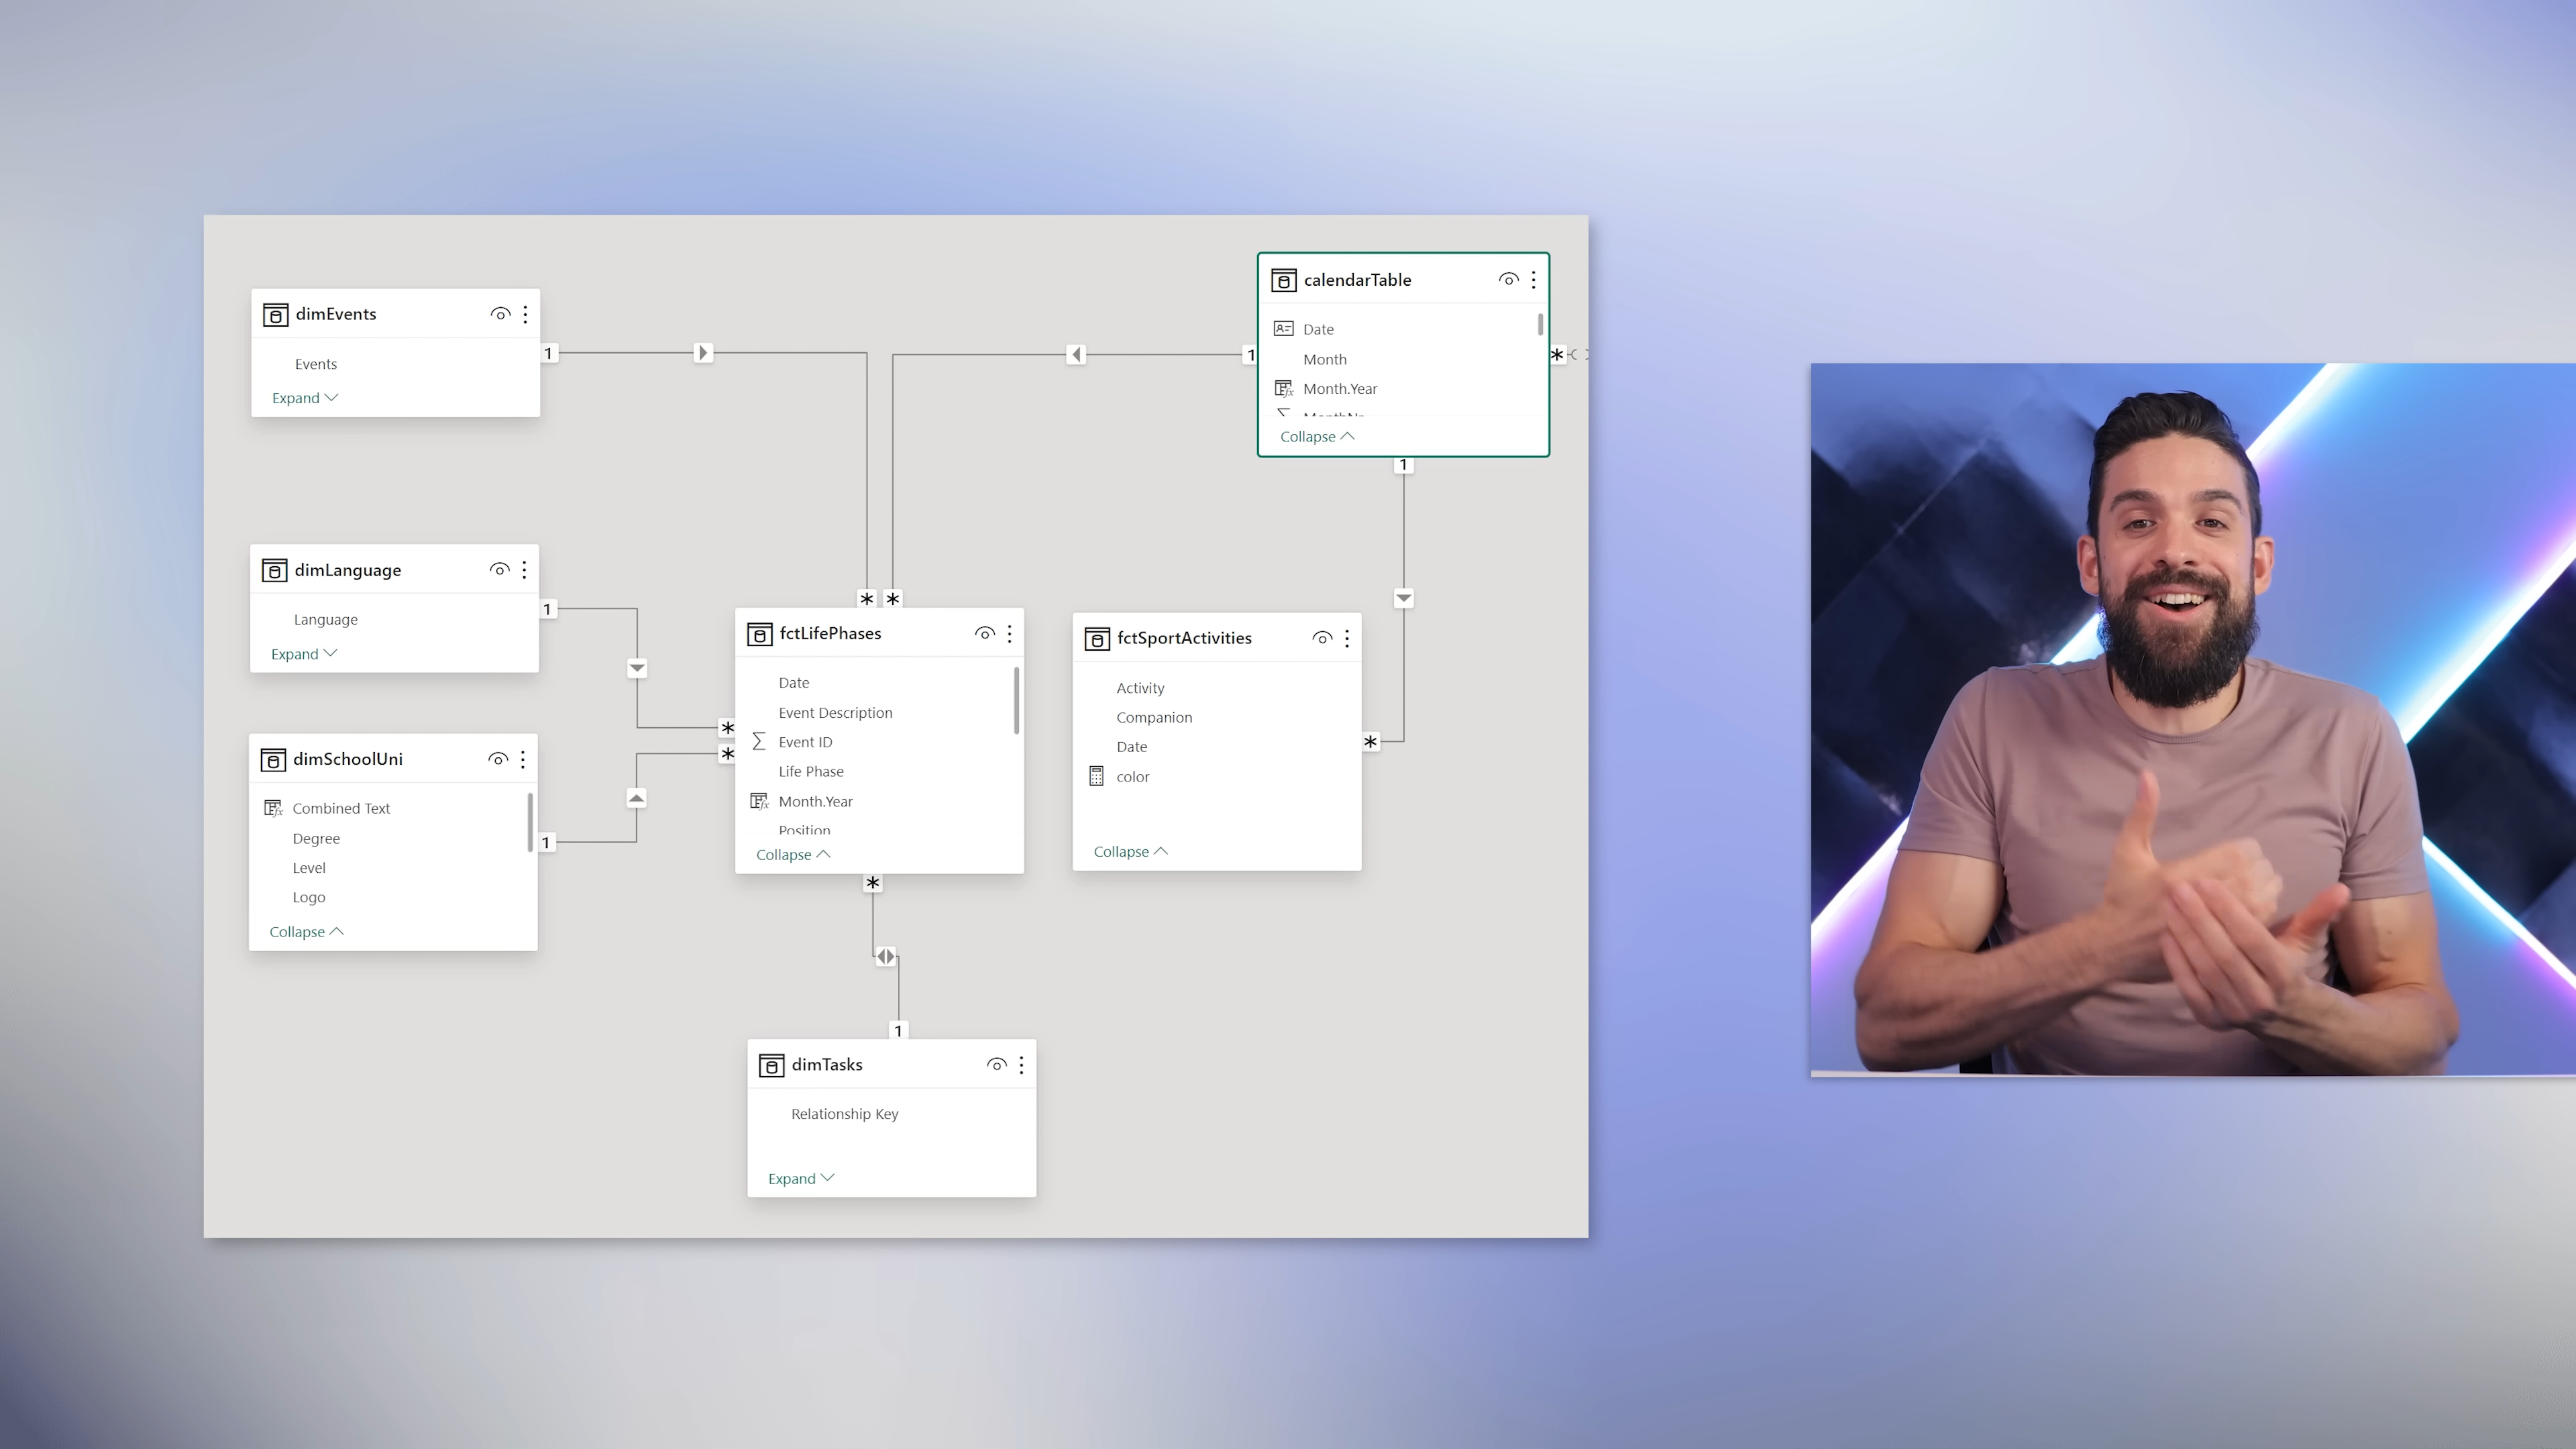 dimEvents
Events
Expand
1
calendarTable
Date
Month
Month.Year
Collapse
1
*
1
dimLanguage
Language
Expand
1
dimSchoolUni
Combined Text
Degree
Level
Logo
Collapse
1
*
*
*
*
fctLifePhases
Date
Event Description
Σ Event ID
Life Phase
Month.Year
Position
Collapse
*
fctSportActivities
Activity
Companion
Date
color
Collapse
*
1
dimTasks
Relationship Key
Expand